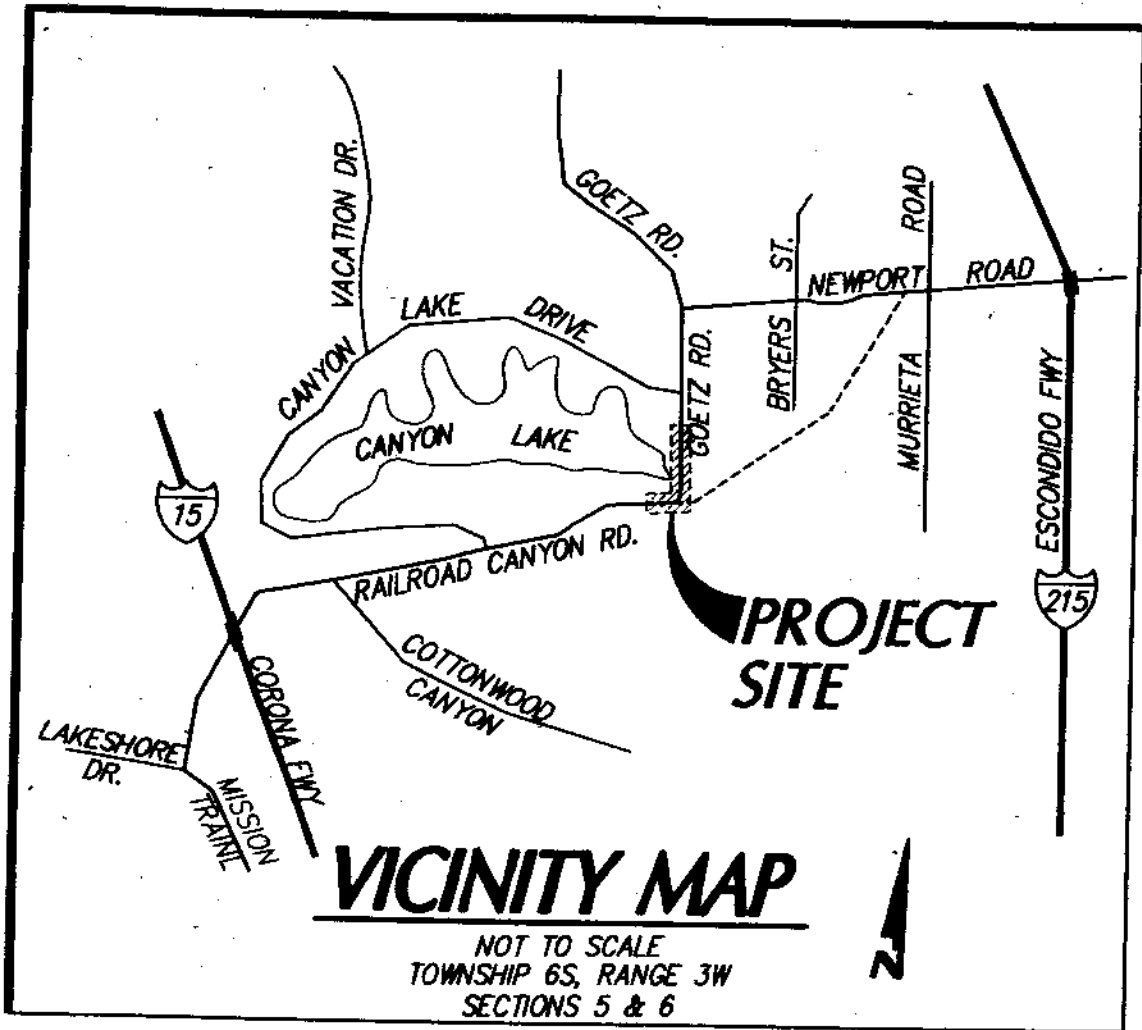 VACATION DR.
GOETZ RD.
CANYON LAKE DRIVE
BRYERS ST.
NEWPORT ROAD
MURRIETA ROAD
GOETZ RD.
CANYON LAKE
15
RAILROAD CANYON RD.
ESCONDIDO FWY
215
PROJECT
SITE
COTTONWOOD
CANYON
CORONA FWY
LAKESHORE
DR.
MISSION
TRAINL
VICINITY MAP
NOT TO SCALE
TOWNSHIP 6S, RANGE 3W
SECTIONS 5 & 6
N